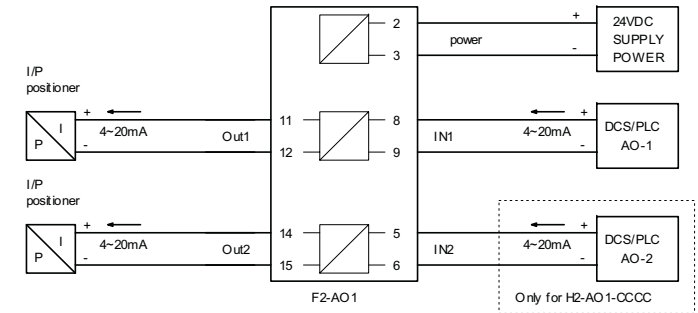 2
3
power
+
-
24VDC
SUPPLY
POWER
I/P
positioner
I
P
+
-
4~20mA
Out1
11
12
8
9
IN1
4~20mA
+
-
DCS/PLC
AO-1
I/P
positioner
I
P
+
-
4~20mA
Out2
14
15
5
6
IN2
4~20mA
+
-
DCS/PLC
AO-2
F2-AO1
Only for H2-AO1-CCCC